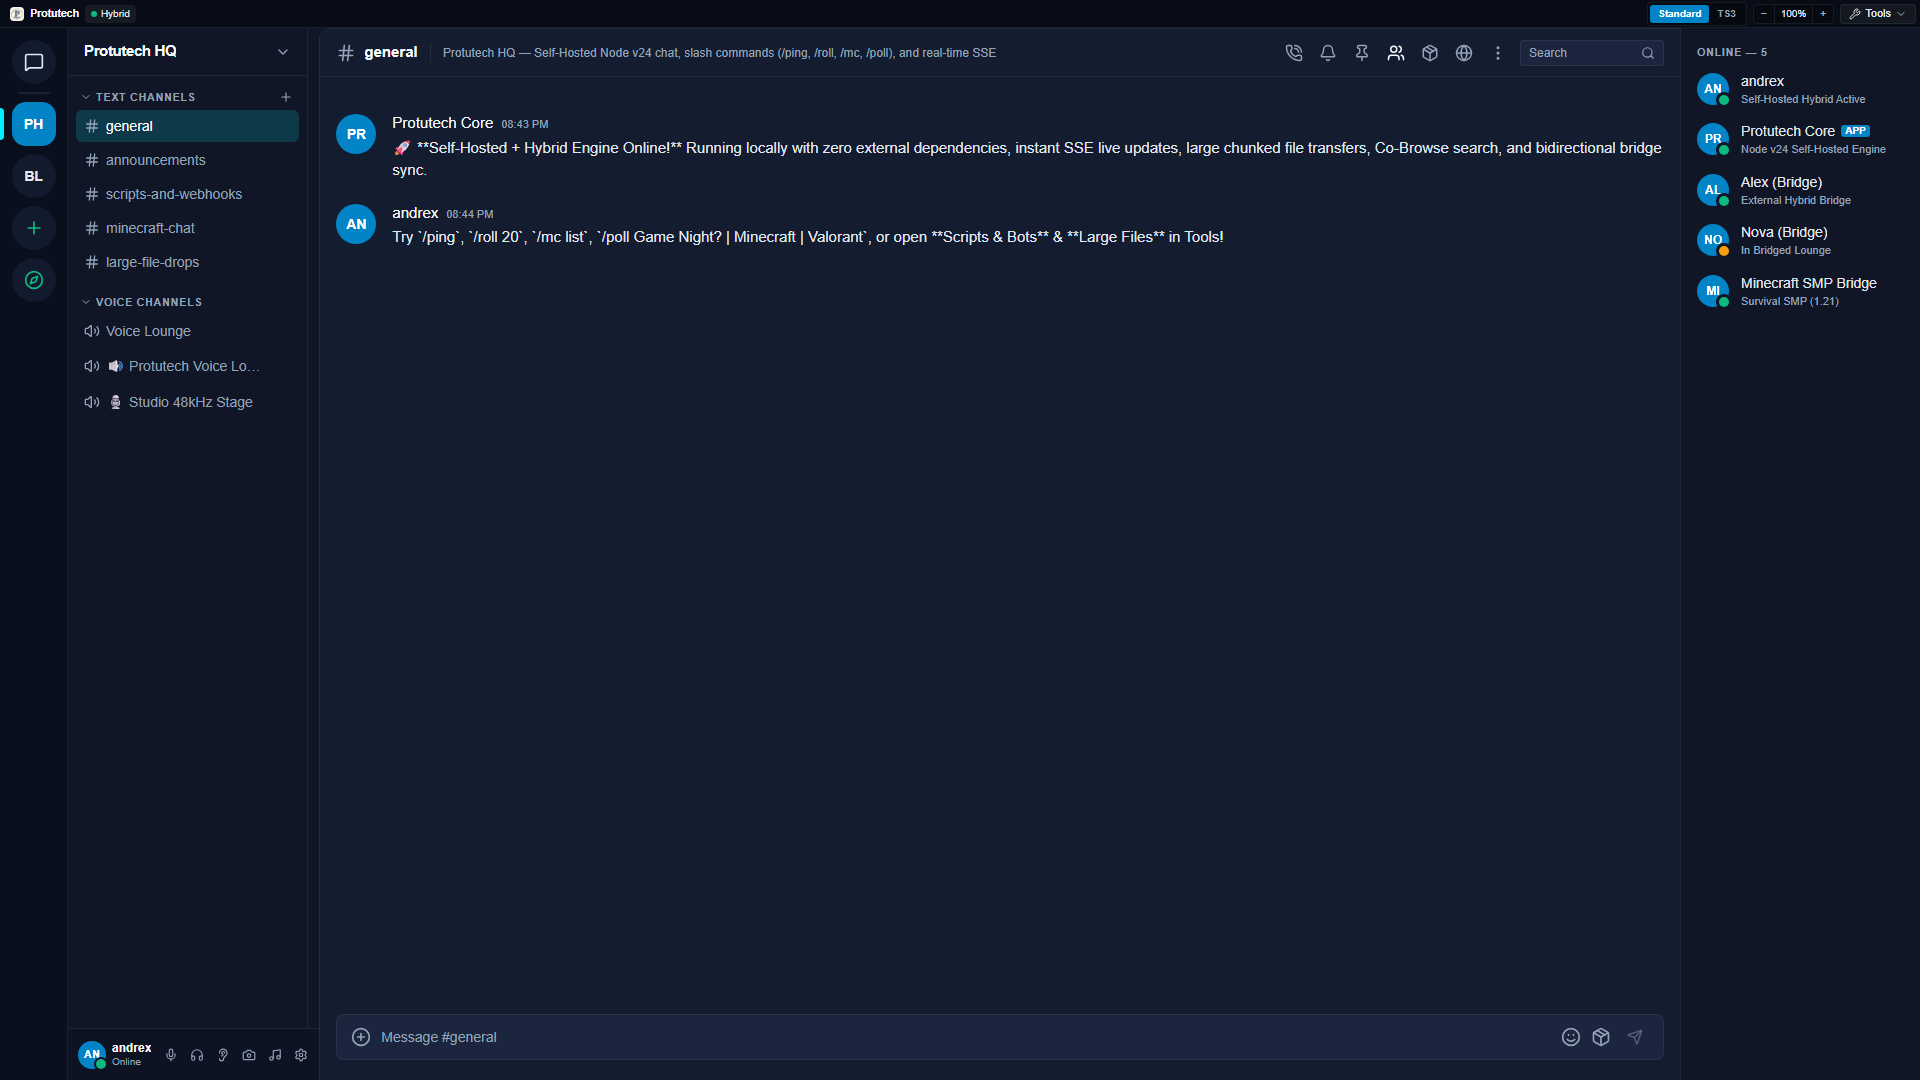 Protutech
Hybrid
Standard
TS3
100%
Tools
Protutech HQ
TEXT CHANNELS
general
announcements
scripts-and-webhooks
minecraft-chat
large-file-drops
VOICE CHANNELS
Voice Lounge
Protutech Voice Lo…
Studio 48kHz Stage
PH
BL
AN
andrex
Online
# general
Protutech HQ — Self-Hosted Node v24 chat, slash commands (/ping, /roll, /mc, /poll), and real-time SSE
Search
PR
Protutech Core 08:43 PM
🚀 **Self-Hosted + Hybrid Engine Online!** Running locally with zero external dependencies, instant SSE live updates, large chunked file transfers, Co-Browse search, and bidirectional bridge
sync.
AN
andrex 08:44 PM
Try `/ping`, `/roll 20`, `/mc list`, `/poll Game Night? | Minecraft | Valorant`, or open **Scripts & Bots** & **Large Files** in Tools!
Message #general
ONLINE — 5
AN
andrex
Self-Hosted Hybrid Active
PR
Protutech Core APP
Node v24 Self-Hosted Engine
AL
Alex (Bridge)
External Hybrid Bridge
NO
Nova (Bridge)
In Bridged Lounge
MI
Minecraft SMP Bridge
Survival SMP (1.21)